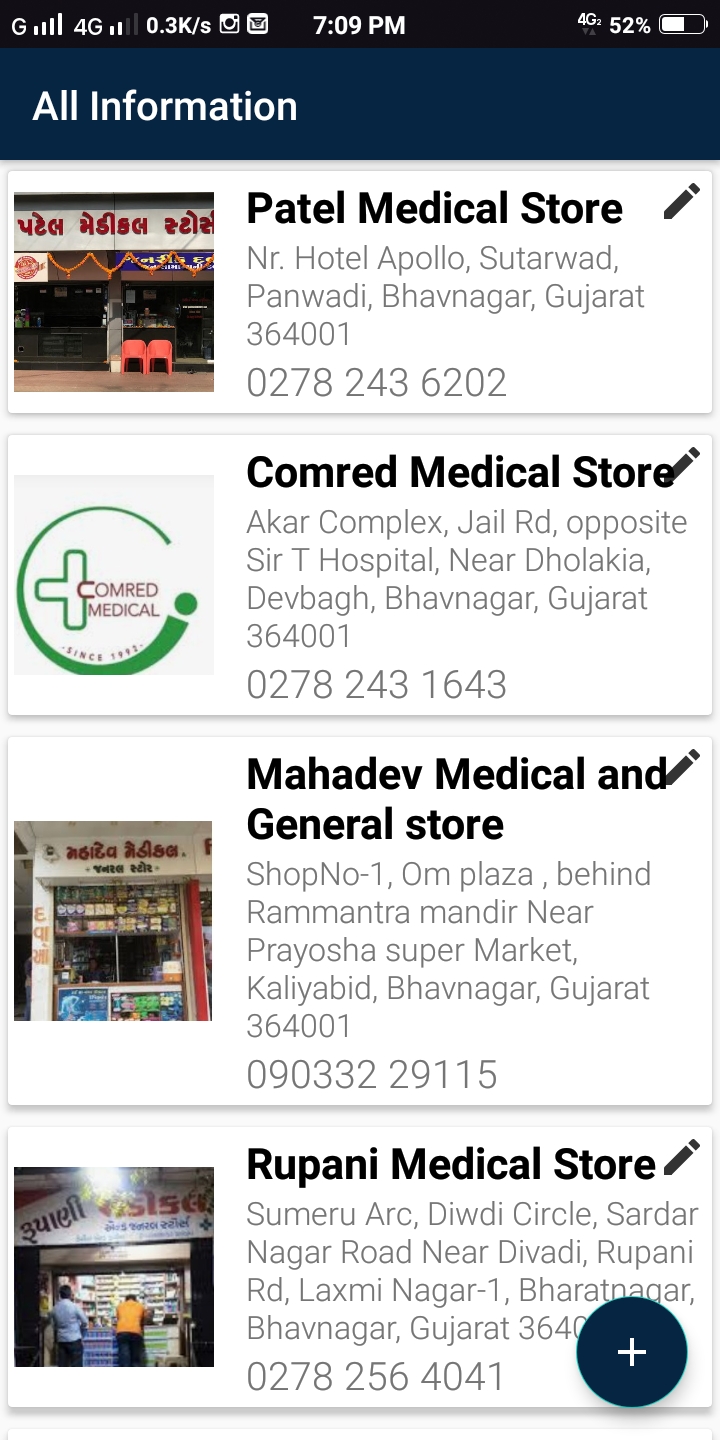 G 4G 0.3K/s 7:09 PM 4G2 52%
All Information
પટેલ મેડીકલ સ્ટોર્સ
Patel Medical Store
Nr. Hotel Apollo, Sutarwad,
Panwadi, Bhavnagar, Gujarat
364001
0278 243 6202
COMRED
MEDICAL
-SINCE 1992-
Comred Medical Store
Akar Complex, Jail Rd, opposite
Sir T Hospital, Near Dholakia,
Devbagh, Bhavnagar, Gujarat
364001
0278 243 1643
મહાદેવ મેડીકલ
જનરલ સ્ટોર
દવાઓ
Mahadev Medical and
General store
ShopNo-1, Om plaza , behind
Rammantra mandir Near
Prayosha super Market,
Kaliyabid, Bhavnagar, Gujarat
364001
090332 29115
રૂપાણી મેડીકલ
એન્ડ જનરલ સ્ટોર્સ
Rupani Medical Store
Sumeru Arc, Diwdi Circle, Sardar
Nagar Road Near Divadi, Rupani
Rd, Laxmi Nagar-1, Bharatnagar,
Bhavnagar, Gujarat 3640
0278 256 4041
+